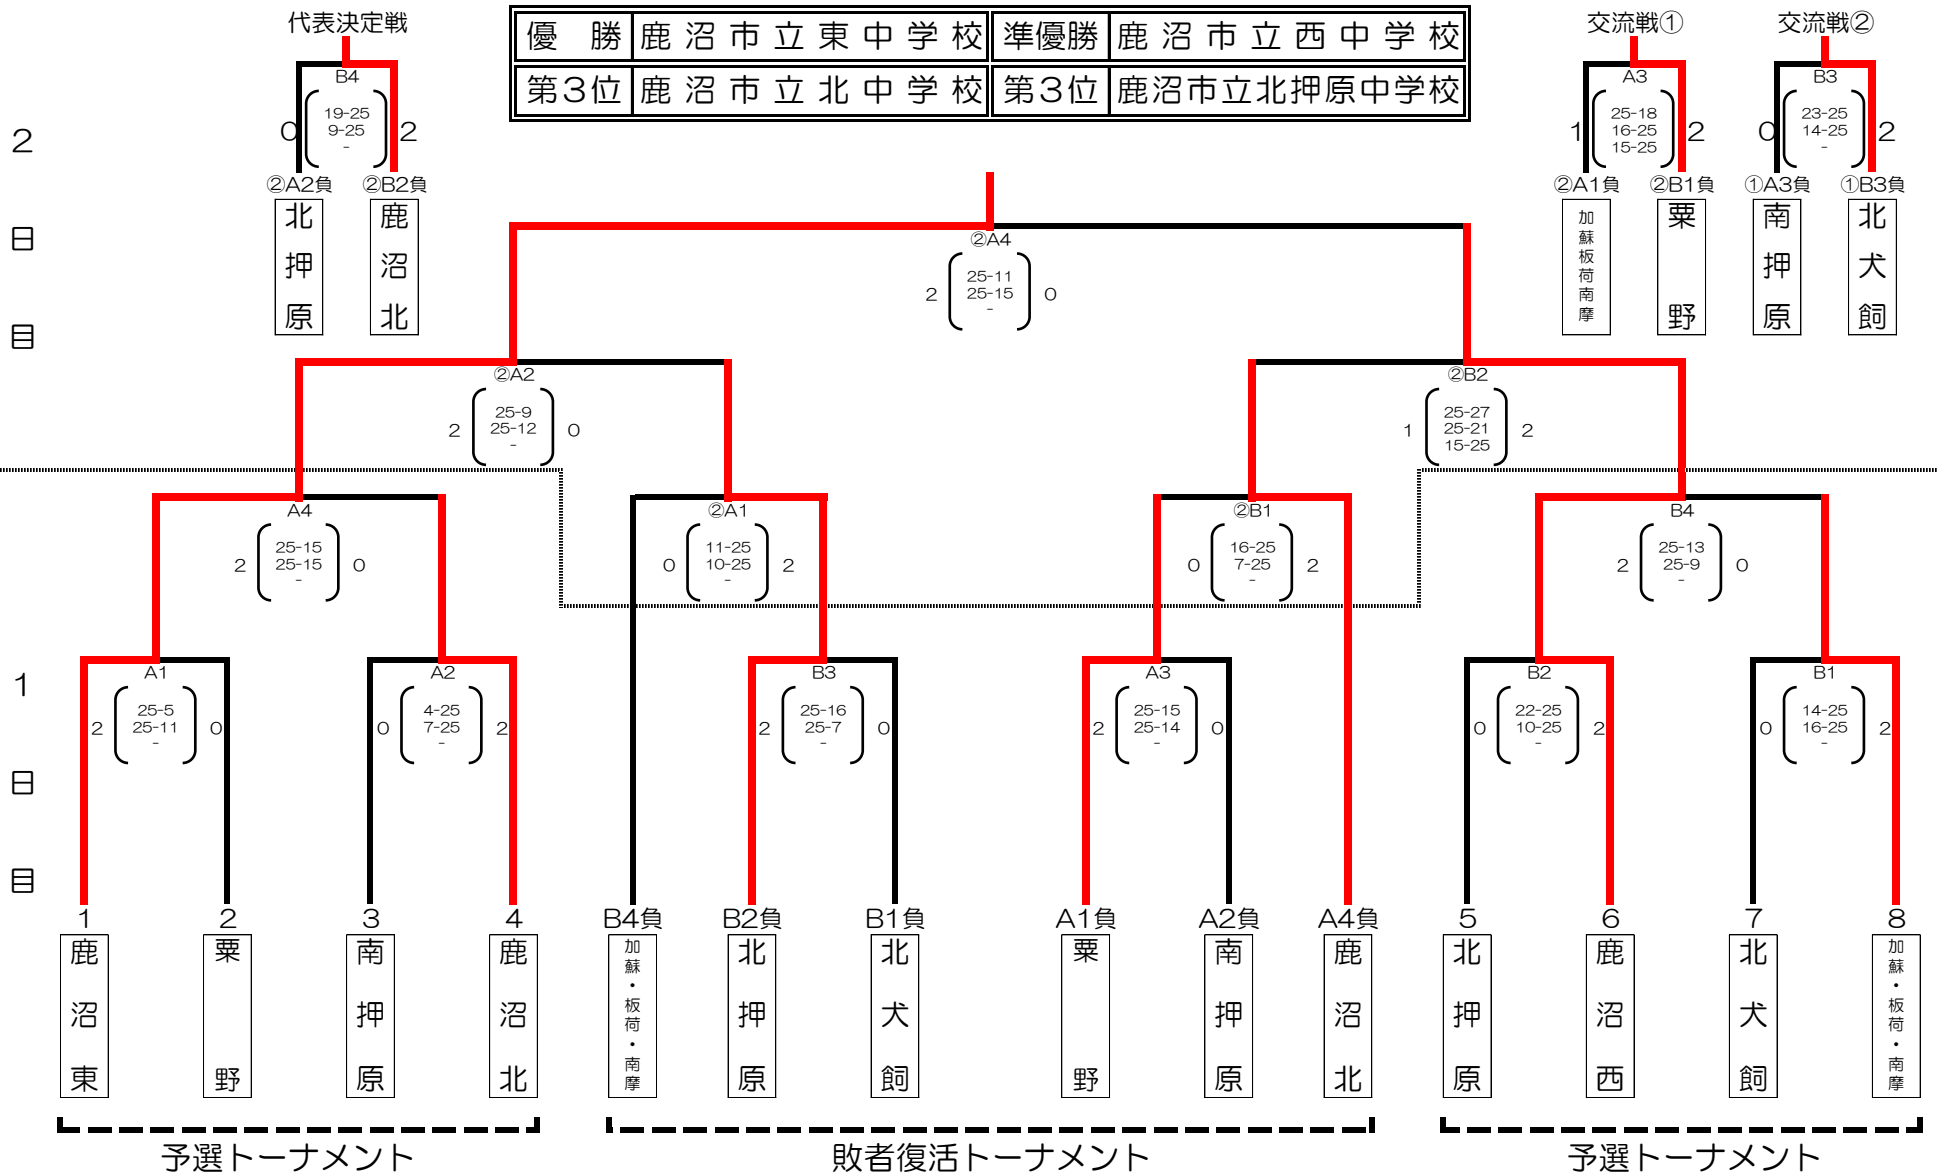 代表決定戦
優　勝 鹿沼市立東中学校 準優勝 鹿沼市立西中学校
第3位 鹿沼市立北中学校 第3位 鹿沼市立北押原中学校
交流戦① 交流戦②
B4
19-25
9-25
-
0 2
②A2負 ②B2負
北押原 鹿沼北
A3
25-18
16-25
15-25
1 2
②A1負 ②B1負
加蘇板荷南摩 粟野
B3
23-25
14-25
-
0 2
①A3負 ①B3負
南押原 北犬飼
2日目
②A4
25-11
25-15
-
2 0
②A2
25-9
25-12
-
2 0
②B2
25-27
25-21
15-25
1 2
A4
25-15
25-15
-
2 0
②A1
11-25
10-25
-
0 2
②B1
16-25
7-25
-
0 2
B4
25-13
25-9
-
2 0
1日目
A1
25-5
25-11
-
2 0
A2
4-25
7-25
-
0 2
B3
25-16
25-7
-
2 0
A3
25-15
25-14
-
2 0
B2
22-25
10-25
-
0 2
B1
14-25
16-25
-
0 2
1 2 3 4 B4負 B2負 B1負 A1負 A2負 A4負 5 6 7 8
鹿沼東 粟野 南押原 鹿沼北 加蘇・板荷・南摩 北押原 北犬飼 粟野 南押原 鹿沼北 北押原 鹿沼西 北犬飼 加蘇・板荷・南摩
予選トーナメント 敗者復活トーナメント 予選トーナメント